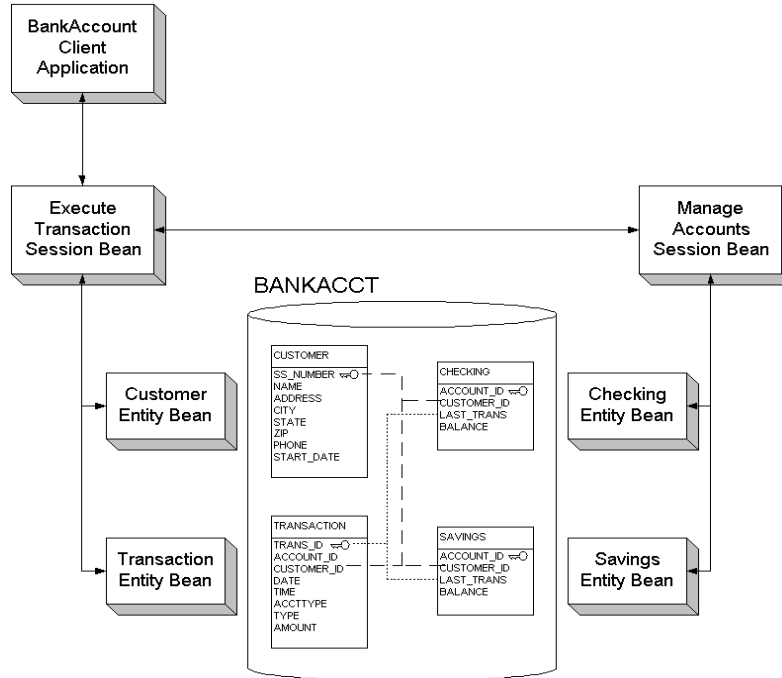 BankAccount
Client
Application
Execute
Transaction
Session Bean
Manage
Accounts
Session Bean
BANKACCT
CUSTOMER
SS_NUMBER
NAME
ADDRESS
CITY
STATE
ZIP
PHONE
START_DATE
CHECKING
ACCOUNT_ID
CUSTOMER_ID
LAST_TRANS
BALANCE
Customer
Entity Bean
Checking
Entity Bean
TRANSACTION
TRANS_ID
ACCOUNT_ID
CUSTOMER_ID
DATE
TIME
ACCTTYPE
TYPE
AMOUNT
SAVINGS
ACCOUNT_ID
CUSTOMER_ID
LAST_TRANS
BALANCE
Transaction
Entity Bean
Savings
Entity Bean